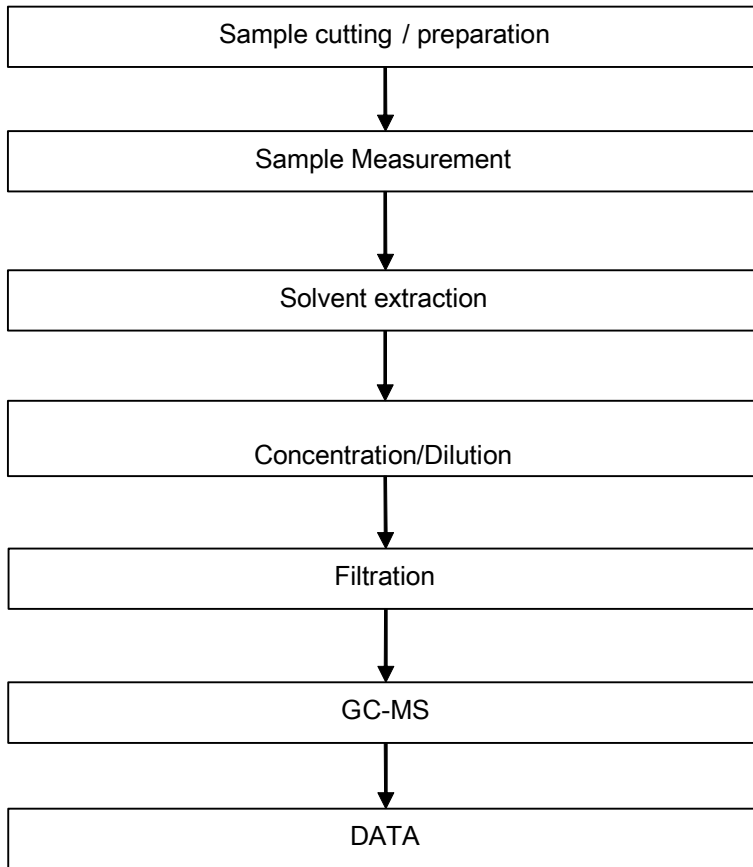 Sample cutting / preparation
Sample Measurement
Solvent extraction
Concentration/Dilution
Filtration
GC-MS
DATA